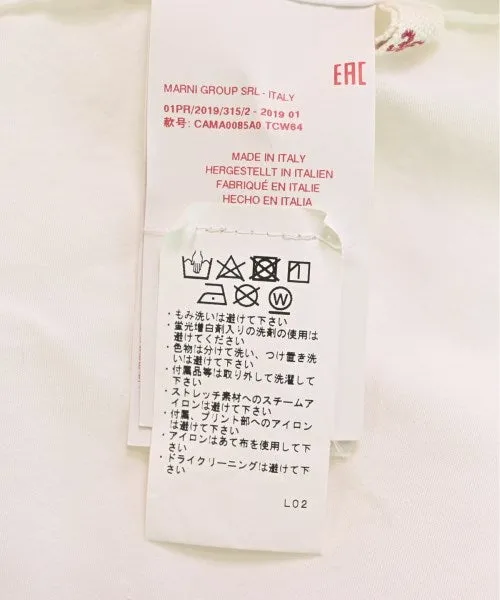 EAC
MARNI GROUP SRL - ITALY
01PR/2019/315/2 - 2019 01
款号: CAMA0085A0 TCW64
MADE IN ITALY
HERGESTELLT IN ITALIEN
FABRIQUÉ EN ITALIE
HECHO EN ITALIA
W
・もみ洗いは避けて下さい
・蛍光増白剤入りの洗剤の使用は
避けてください
・色物は分けて洗い、つけ置き洗
いは避けて下さい
・付属品等は取り外して洗濯して
下さい
・ストレッチ素材へのスチームア
イロンは避けて下さい
・付属、プリント部へのアイロン
は避けて下さい
・アイロンはあて布を使用して下
さい
・ドライクリーニングは避けて下
さい
L02